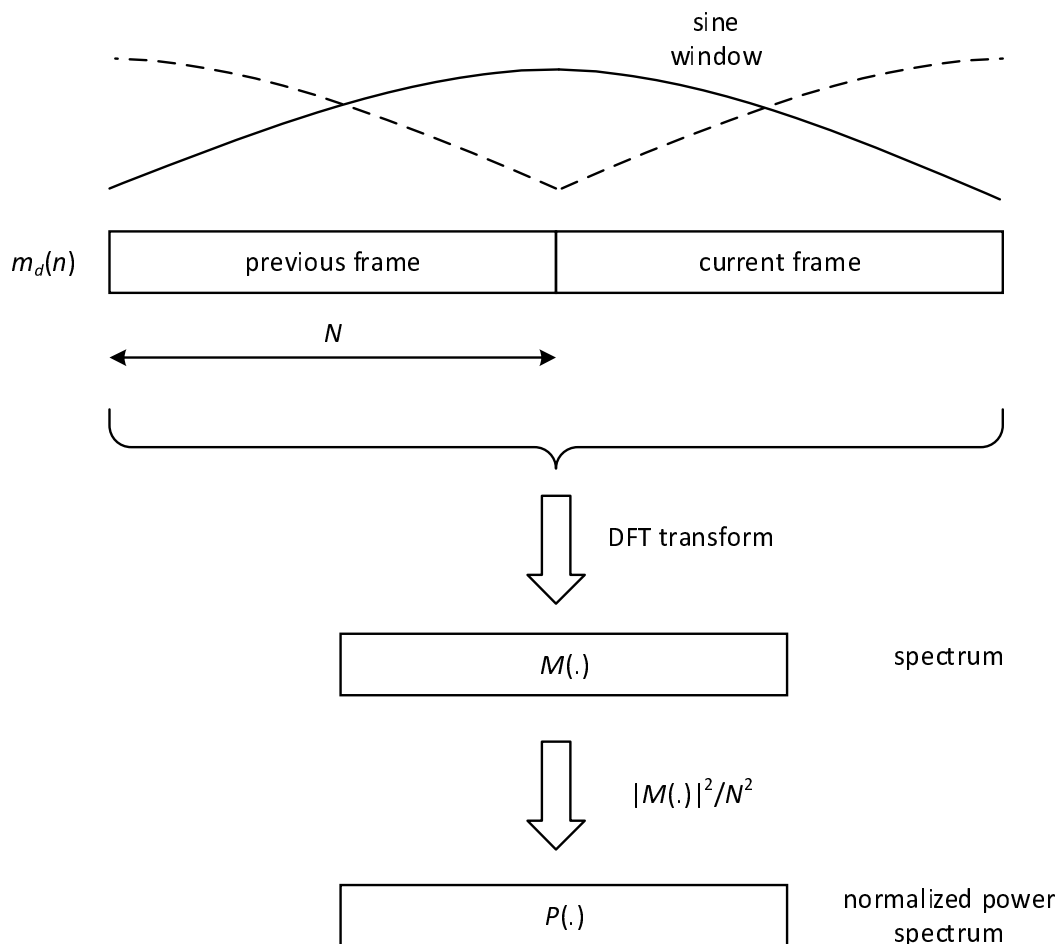 sine
window
m_d(n)
previous frame
current frame
N
DFT transform
M(.)
spectrum
|M(.)|²/N²
P(.)
normalized power
spectrum